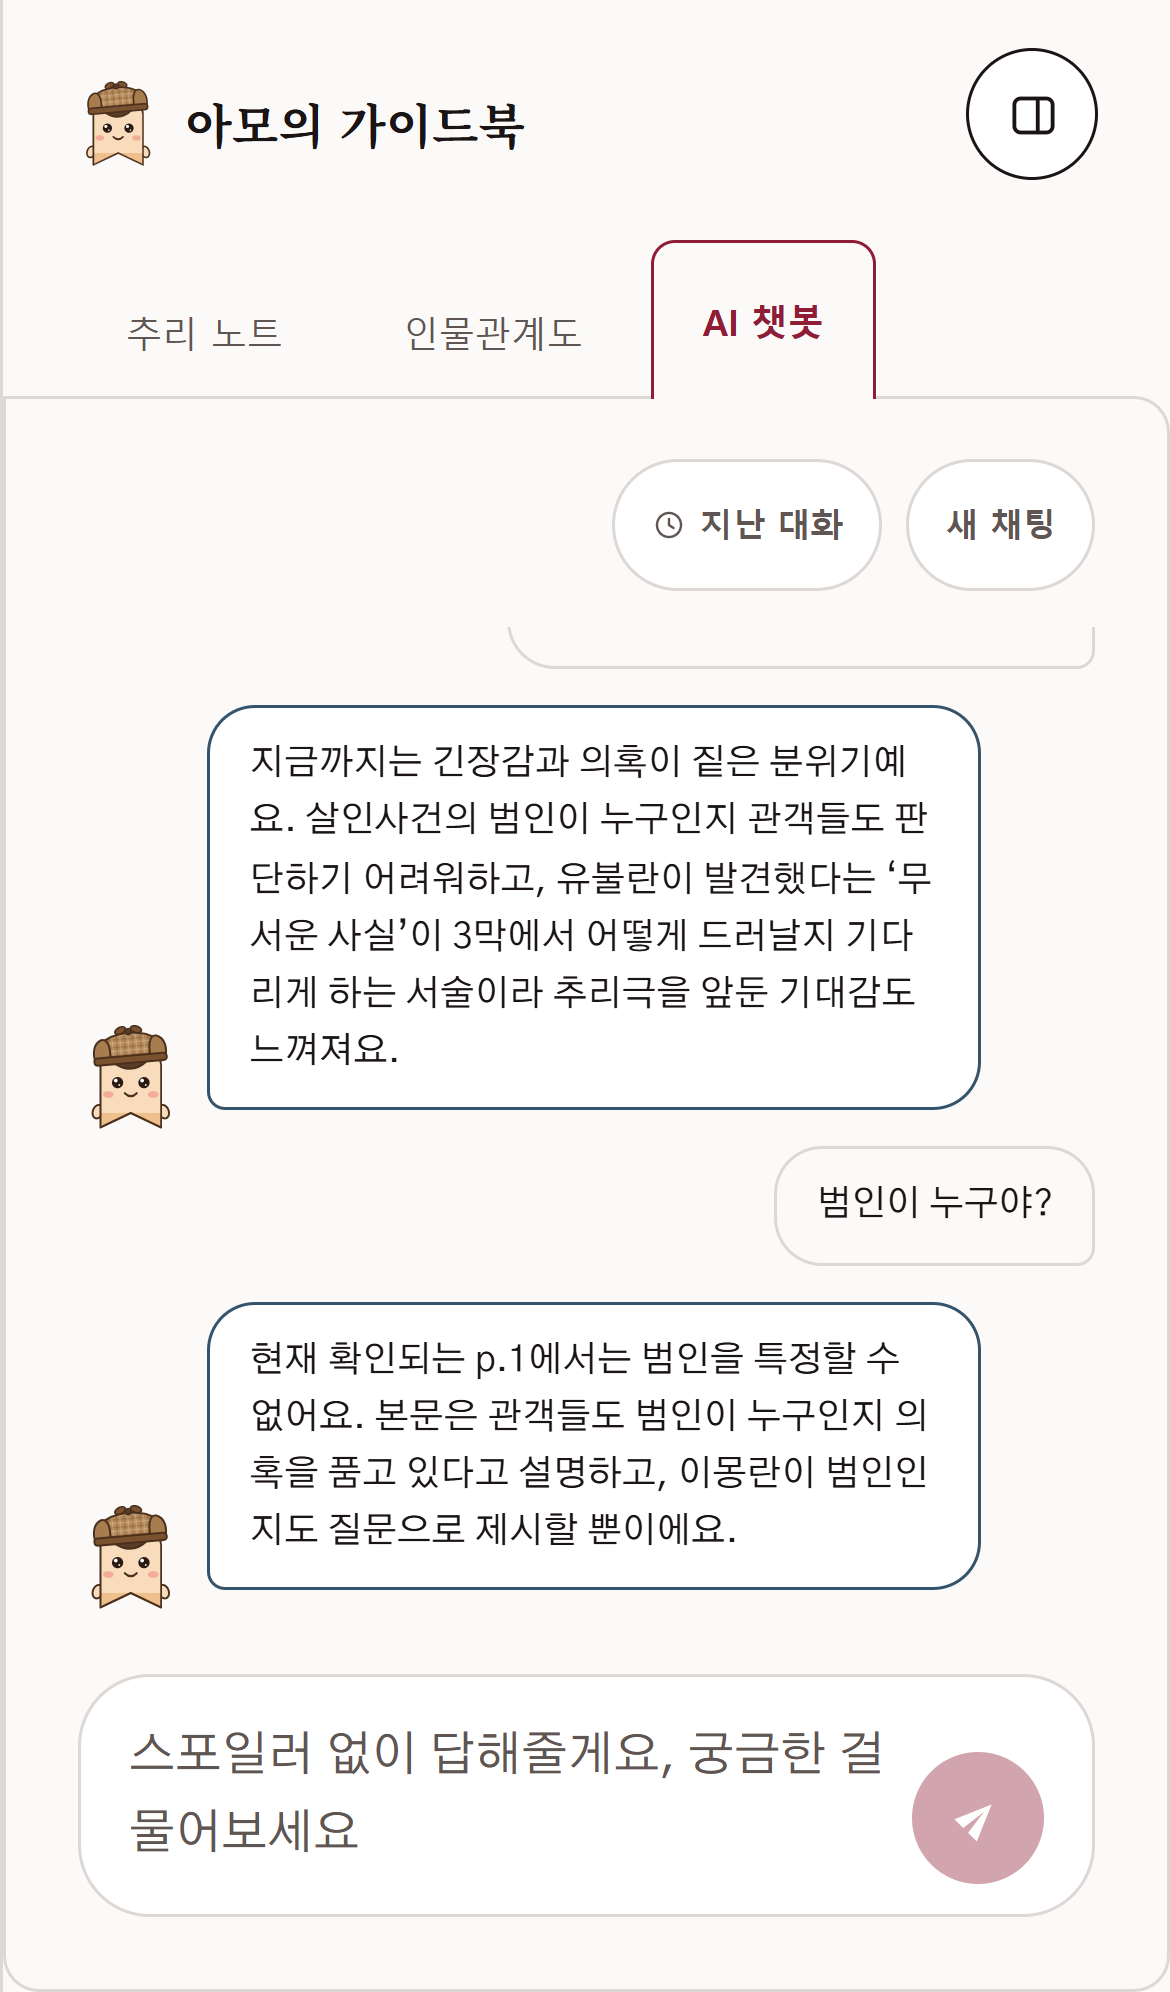 아모의 가이드북
추리 노트
인물관계도
AI 챗봇
지난 대화
새 채팅
지금까지는 긴장감과 의혹이 짙은 분위기예
요. 살인사건의 범인이 누구인지 관객들도 판
단하기 어려워하고, 유불란이 발견했다는 ‘무
서운 사실’이 3막에서 어떻게 드러날지 기다
리게 하는 서술이라 추리극을 앞둔 기대감도
느껴져요.
범인이 누구야?
현재 확인되는 p.1에서는 범인을 특정할 수
없어요. 본문은 관객들도 범인이 누구인지 의
혹을 품고 있다고 설명하고, 이몽란이 범인인
지도 질문으로 제시할 뿐이에요.
스포일러 없이 답해줄게요, 궁금한 걸
물어보세요